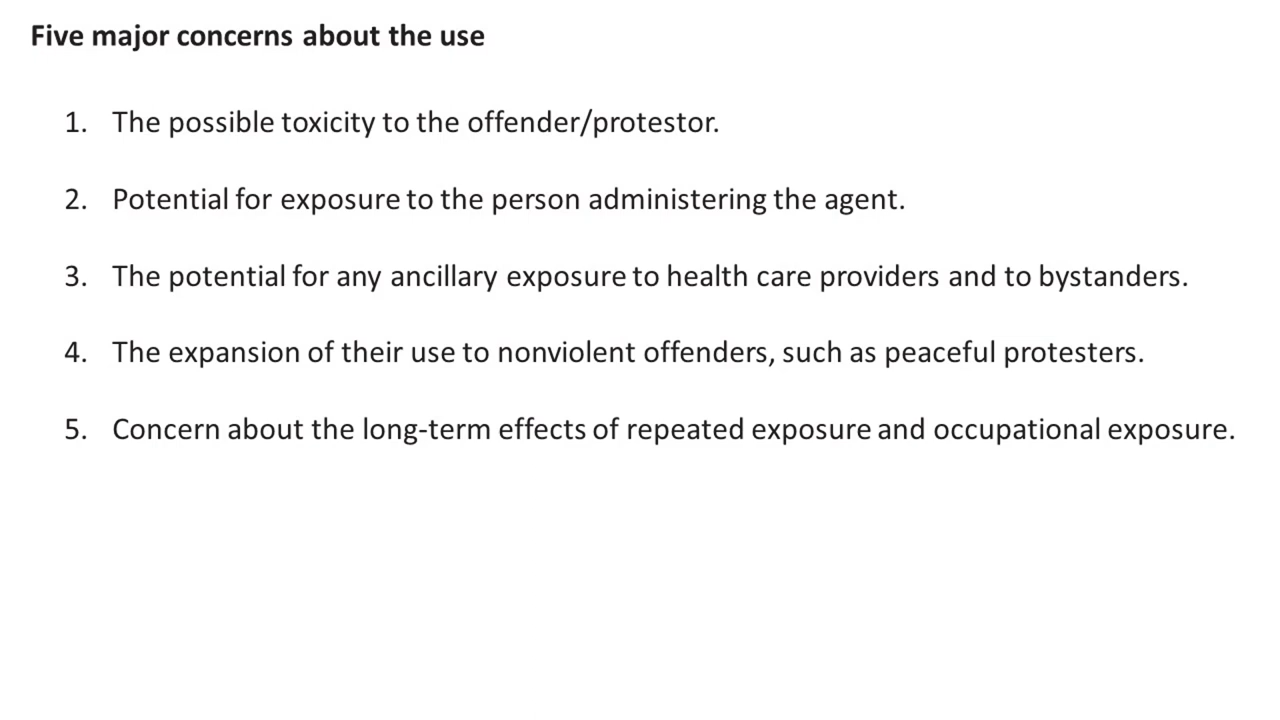 Five major concerns about the use
1. The possible toxicity to the offender/protestor.
2. Potential for exposure to the person administering the agent.
3. The potential for any ancillary exposure to health care providers and to bystanders.
4. The expansion of their use to nonviolent offenders, such as peaceful protesters.
5. Concern about the long-term effects of repeated exposure and occupational exposure.